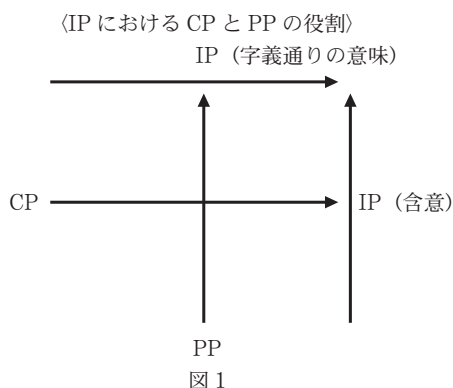 〈IP における CP と PP の役割〉
IP（字義通りの意味）
CP
IP（含意）
PP
図 1